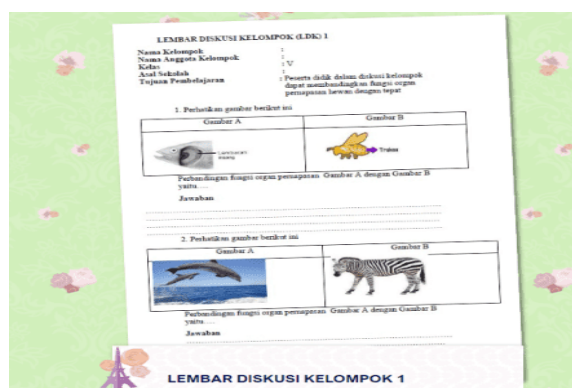 LEMBAR DISKUSI KELOMPOK (LDK) 1
Nama Kelompok :
Nama Anggota Kelompok :
Kelas : V
Asal Sekolah :
Tujuan Pembelajaran : Peserta didik dalam diskusi kelompok
dapat membandingkan fungsi organ
pernapasan hewan dengan tepat
1. Perhatikan gambar berikut ini
Gambar A Gambar B
Trakea
Perbandingan fungsi organ pernapasan Gambar A dengan Gambar B
yaitu....
Jawaban
2. Perhatikan gambar berikut ini
Gambar A Gambar B
Perbandingan fungsi organ pernapasan Gambar A dengan Gambar B
yaitu....
Jawaban
LEMBAR DISKUSI KELOMPOK 1